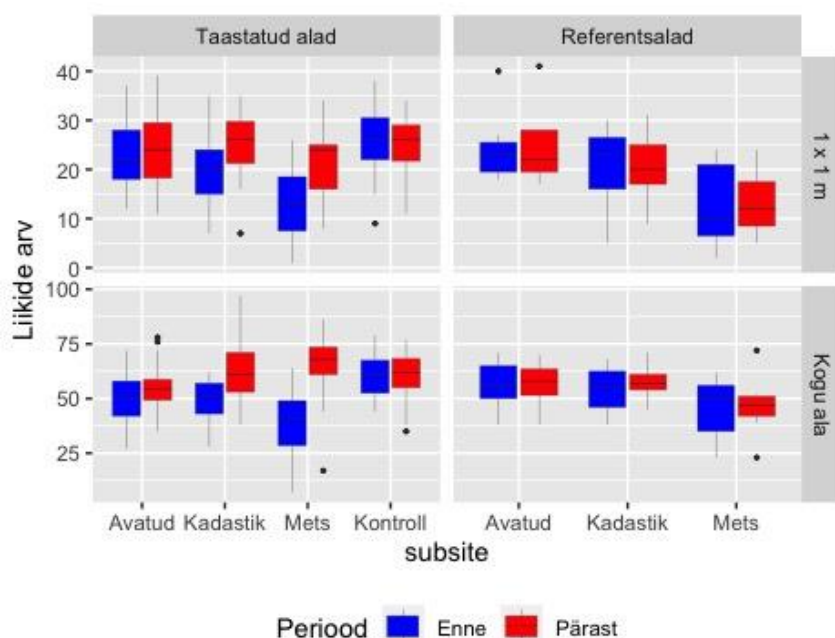 Taastatud alad
Referentsalad
Liikide arv
40
30
20
10
0
1 x 1 m
100
75
50
25
Kogu ala
Avatud Kadastik Mets Kontroll
Avatud Kadastik Mets
subsite
Periood Enne Pärast